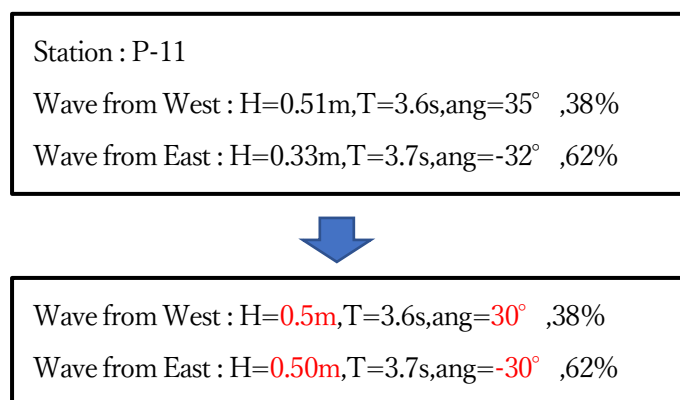 Station : P-11
Wave from West : H=0.51m,T=3.6s,ang=35° ,38%
Wave from East : H=0.33m,T=3.7s,ang=-32° ,62%
Wave from West : H=0.5m,T=3.6s,ang=30° ,38%
Wave from East : H=0.50m,T=3.7s,ang=-30° ,62%